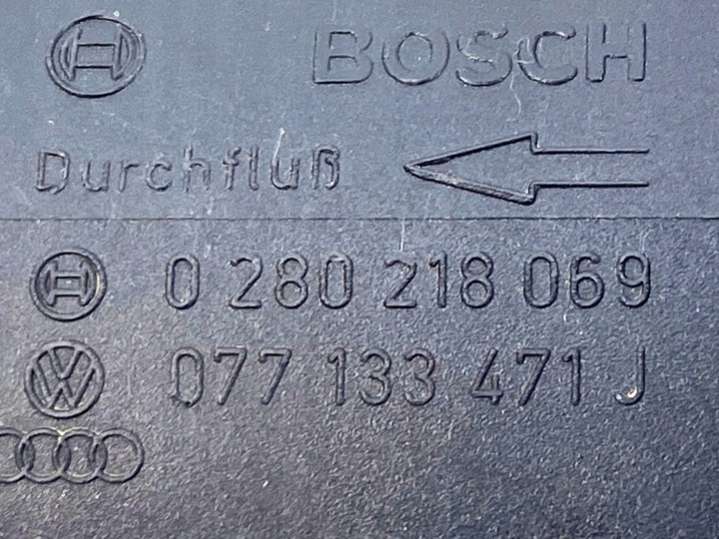 BOSCH
Durchfluß
0 280 218 069
077 133 471 J